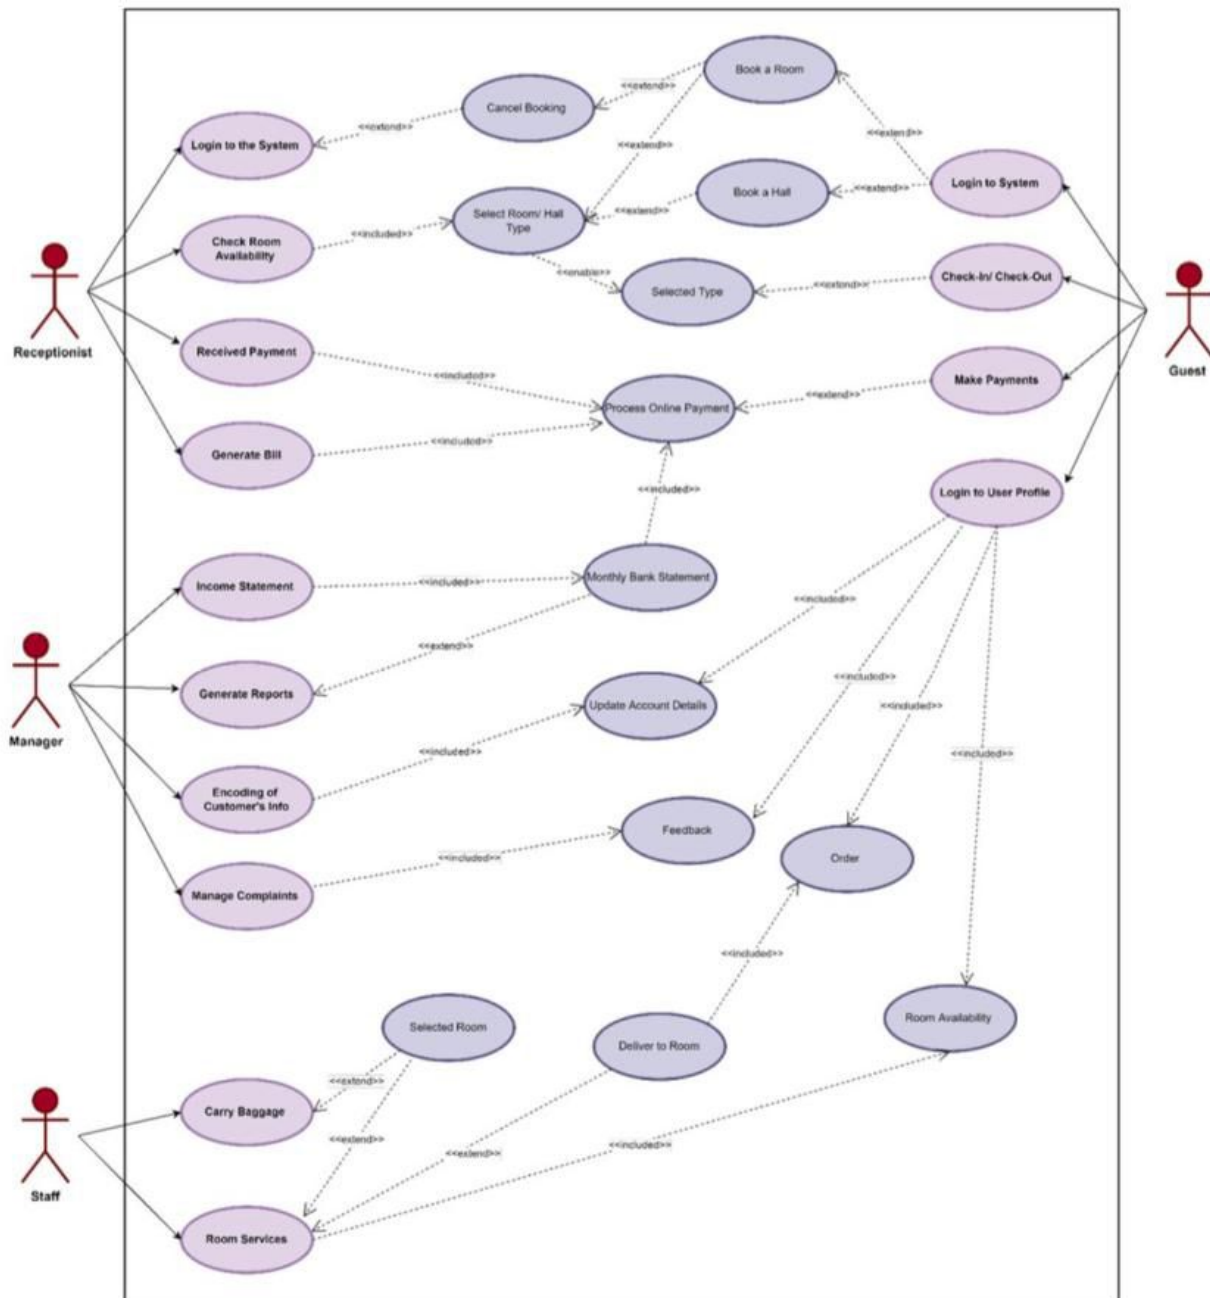 Book a Room
<<extend>>
Cancel Booking
<<extend>>
Login to the System
<<extend>>
<<extend>>
Login to System
Book a Hall
<<extend>>
<<extend>>
Select Room/ Hall
Type
Check Room
Availability
<<included>>
<<enable>>
Selected Type
<<extend>>
Check-In/ Check-Out
Receptionist
Guest
Received Payment
<<included>>
Process Online Payment
<<extend>>
Make Payments
Generate Bill
<<included>>
<<included>>
Login to User Profile
Income Statement
<<included>>
Monthly Bank Statement
<<included>>
<<extend>>
Generate Reports
Update Account Details
<<included>>
<<included>>
<<included>>
<<included>>
Manager
Encoding of
Customer's Info
Feedback
Order
<<included>>
Manage Complaints
<<included>>
Selected Room
Deliver to Room
Room Availability
<<extend>>
Carry Baggage
<<extend>>
<<extend>>
<<included>>
Staff
Room Services